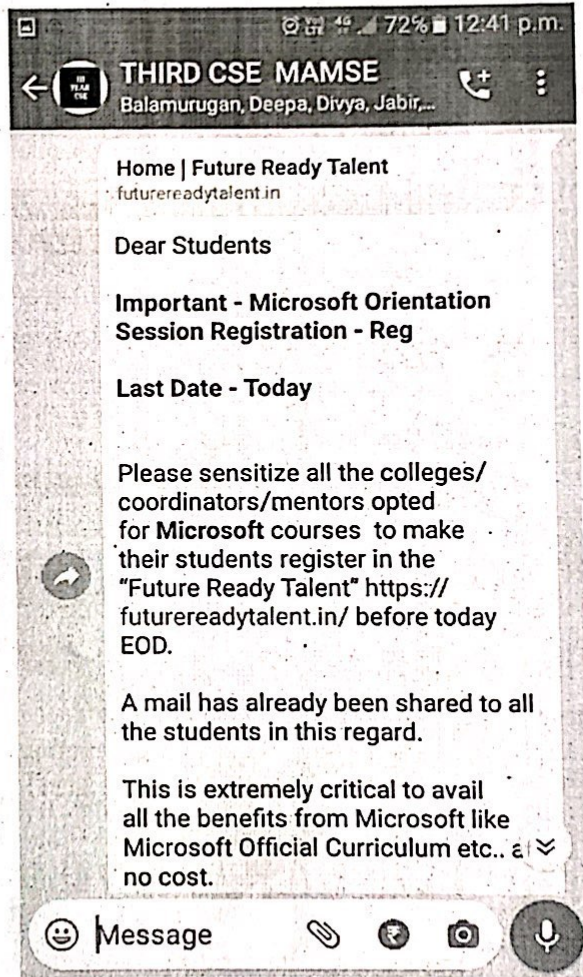 4G 72% 12:41 p.m.
III YEAR CSE
THIRD CSE MAMSE
Balamurugan, Deepa, Divya, Jabir,...
Home | Future Ready Talent
futurereadytalent.in
Dear Students
Important - Microsoft Orientation
Session Registration - Reg
Last Date - Today
Please sensitize all the colleges/
coordinators/mentors opted
for Microsoft courses to make
their students register in the
"Future Ready Talent" https://
futurereadytalent.in/ before today
EOD.
A mail has already been shared to all
the students in this regard.
This is extremely critical to avail
all the benefits from Microsoft like
Microsoft Official Curriculum etc.. a
no cost.
Message